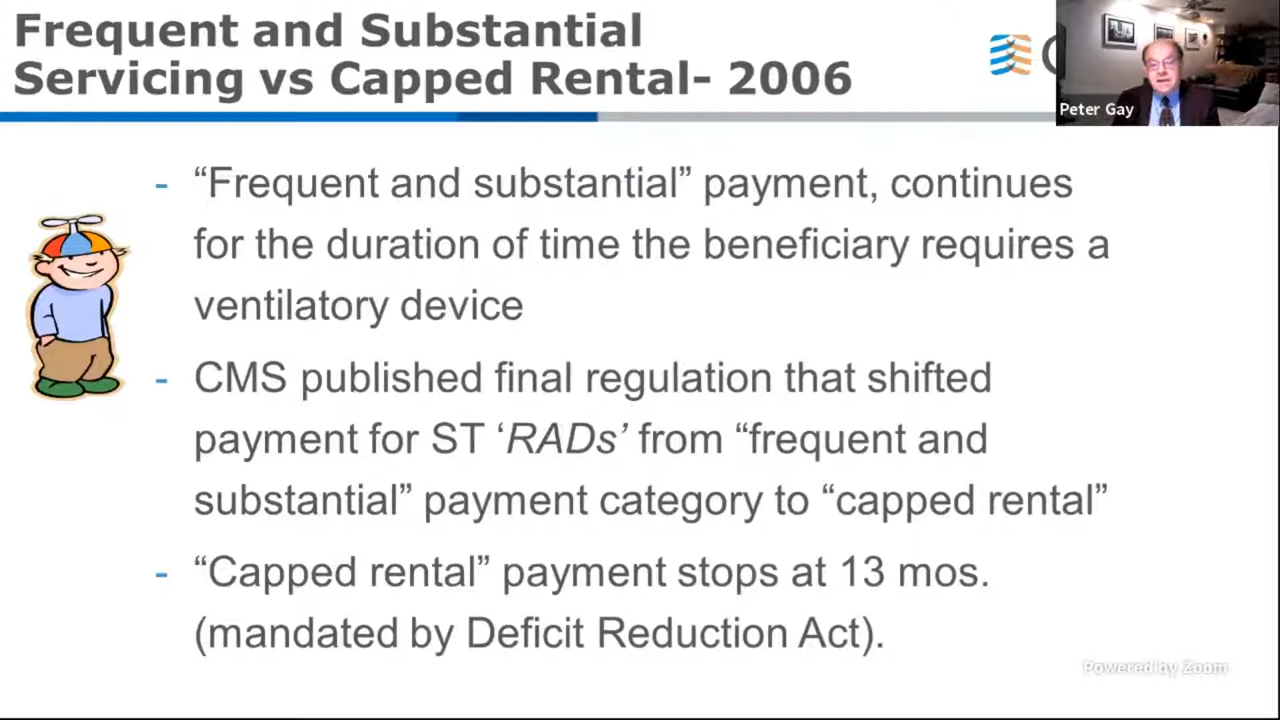 Frequent and Substantial
Servicing vs Capped Rental- 2006
Peter Gay
- “Frequent and substantial” payment, continues
for the duration of time the beneficiary requires a
ventilatory device
- CMS published final regulation that shifted
payment for ST ‘RADs’ from “frequent and
substantial” payment category to “capped rental”
- “Capped rental” payment stops at 13 mos.
(mandated by Deficit Reduction Act).
Powered by Zoom